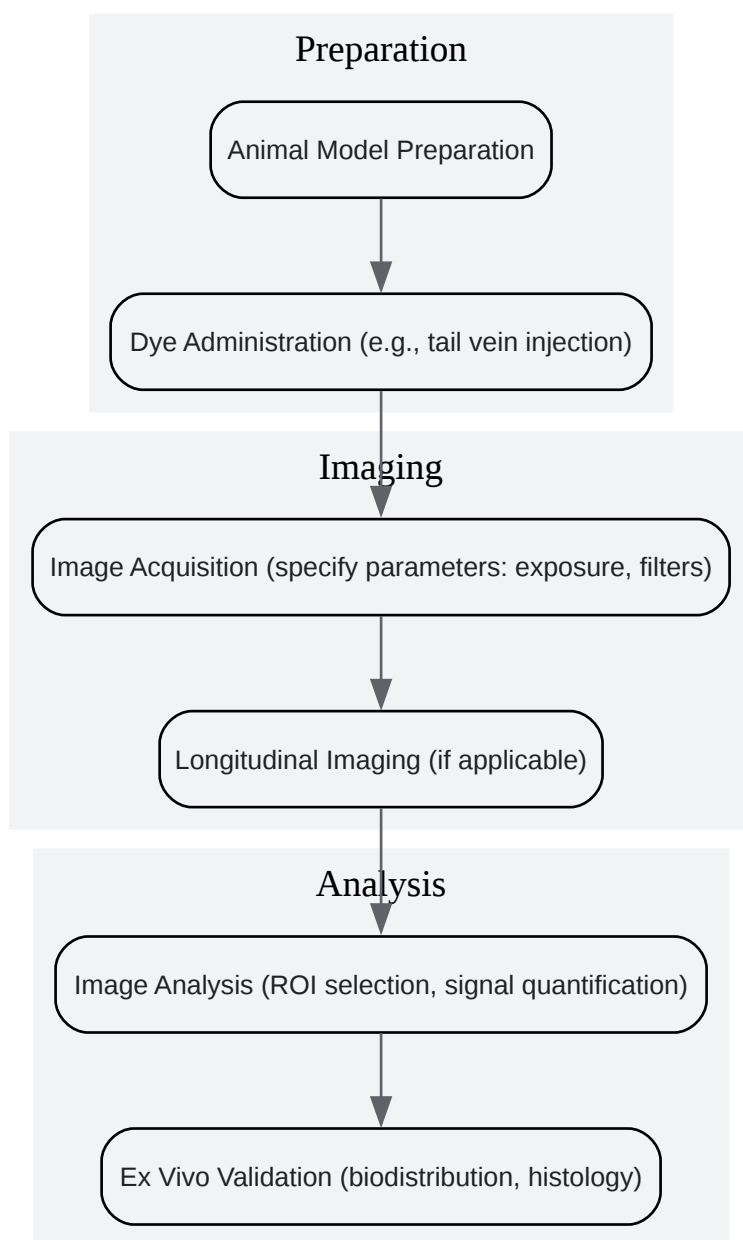 Preparation
Animal Model Preparation
Dye Administration (e.g., tail vein injection)
Imaging
Image Acquisition (specify parameters: exposure, filters)
Longitudinal Imaging (if applicable)
Analysis
Image Analysis (ROI selection, signal quantification)
Ex Vivo Validation (biodistribution, histology)